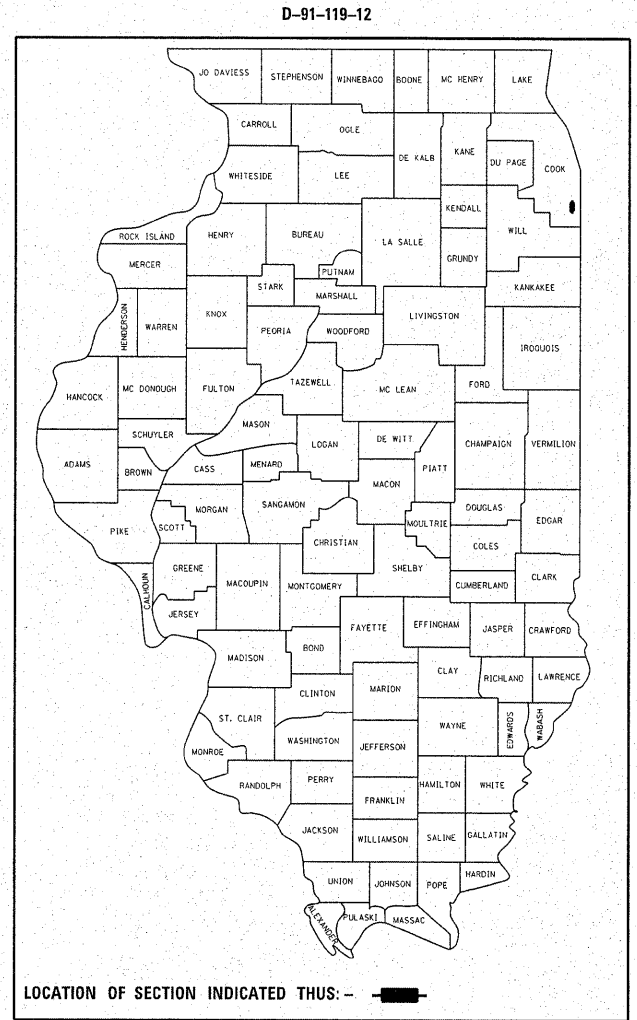 D-91-119-12
JO DAVIESS
STEPHENSON
WINNEBAGO
BOONE
MC HENRY
LAKE
CARROLL
OGLE
DE KALB
KANE
DU PAGE
COOK
WHITESIDE
LEE
KENDALL
WILL
ROCK ISLAND
HENRY
BUREAU
LA SALLE
GRUNDY
MERCER
PUTNAM
KANKAKEE
STARK
MARSHALL
HENDERSON
WARREN
KNOX
PEORIA
WOODFORD
LIVINGSTON
IROQUOIS
HANCOCK
MC DONOUGH
FULTON
TAZEWELL
MC LEAN
FORD
MASON
SCHUYLER
LOGAN
DE WITT
CHAMPAIGN
VERMILION
ADAMS
BROWN
CASS
MENARD
PIATT
MACON
MORGAN
SANGAMON
DOUGLAS
PIKE
SCOTT
CHRISTIAN
MOULTRIE
EDGAR
COLES
GREENE
MACOUPIN
MONTGOMERY
SHELBY
CALHOUN
CUMBERLAND
CLARK
JERSEY
FAYETTE
EFFINGHAM
JASPER
CRAWFORD
MADISON
BOND
CLAY
RICHLAND
LAWRENCE
CLINTON
MARION
ST. CLAIR
WAYNE
EDWARDS
WABASH
WASHINGTON
JEFFERSON
MONROE
RANDOLPH
PERRY
HAMILTON
WHITE
FRANKLIN
JACKSON
WILLIAMSON
SALINE
GALLATIN
UNION
JOHNSON
POPE
HARDIN
ALEXANDER
PULASKI
MASSAC
LOCATION OF SECTION INDICATED THUS: -